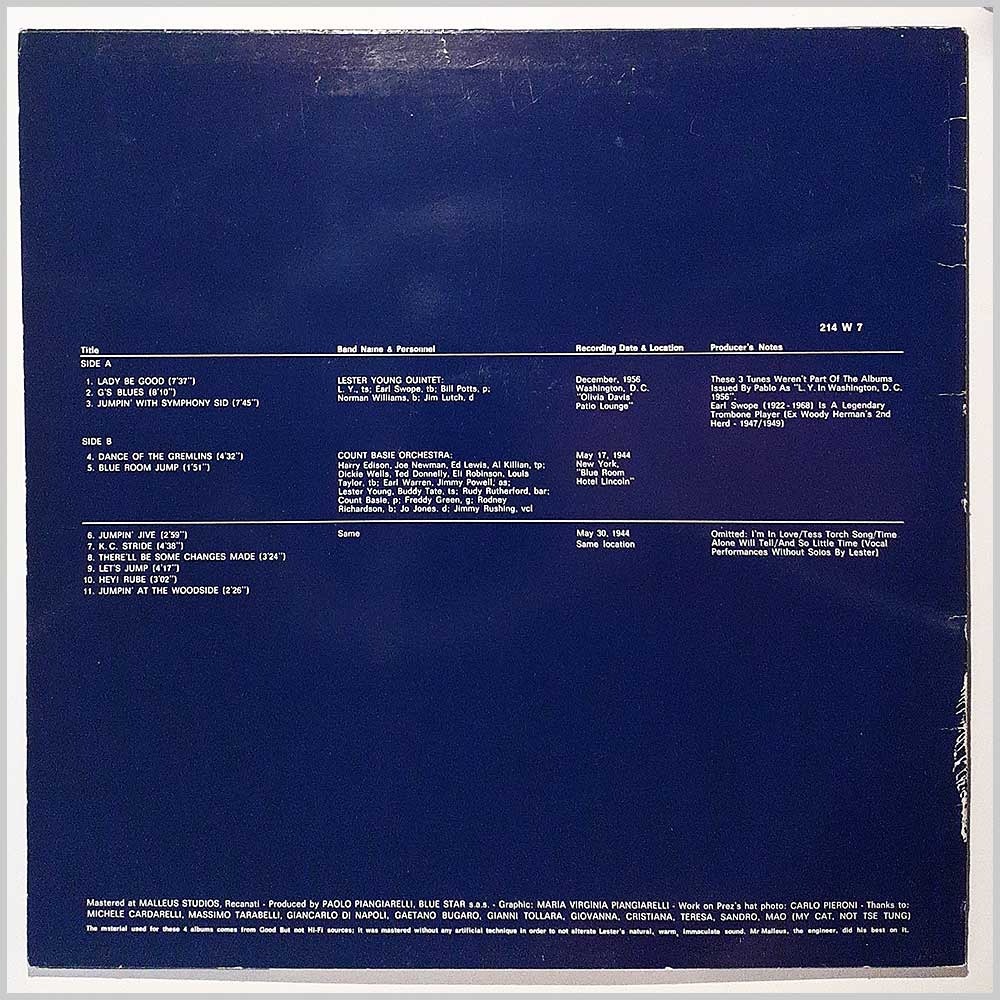 214 W 7
Title Band Name & Personnel Recording Date & Location Producer's Notes
SIDE A
1. LADY BE GOOD (7'37")
2. G'S BLUES (8'10")
3. JUMPIN' WITH SYMPHONY SID (7'45")
LESTER YOUNG QUINTET:
L. Y., ts; Earl Swope, tb; Bill Potts, p;
Norman Williams, b; Jim Lutch, d
December, 1956
Washington, D. C.
"Olivia Davis'
Patio Lounge"
These 3 Tunes Weren't Part Of The Albums
Issued By Pablo As "L. Y. In Washington, D. C.
1956".
Earl Swope (1922 - 1968) Is A Legendary
Trombone Player (Ex Woody Herman's 2nd
Herd - 1947/1949)
SIDE B
4. DANCE OF THE GREMLINS (4'32")
5. BLUE ROOM JUMP (1'51")
COUNT BASIE ORCHESTRA:
Harry Edison, Joe Newman, Ed Lewis, Al Killian, tp;
Dickie Wells, Ted Donnelly, Eli Robinson, Louis
Taylor, tb; Earl Warren, Jimmy Powell, as;
Lester Young, Buddy Tate, ts; Rudy Rutherford, bar;
Count Basie, p; Freddy Green, g; Rodney
Richardson, b; Jo Jones, d; Jimmy Rushing, vcl
May 17, 1944
New York,
"Blue Room
Hotel Lincoln"
6. JUMPIN' JIVE (2'59")
7. K. C. STRIDE (4'38")
8. THERE'LL BE SOME CHANGES MADE (3'24")
9. LET'S JUMP (4'17")
10. HEY! RUBE (3'02")
11. JUMPIN' AT THE WOODSIDE (2'26")
Same
May 30, 1944
Same location
Omitted: I'm In Love/Tess Torch Song/Time
Alone Will Tell/And So Little Time (Vocal
Performances Without Solos By Lester)
Mastered at MALLEUS STUDIOS, Recanati - Produced by PAOLO PIANGIARELLI, BLUE STAR s.a.s. - Graphic: MARIA VIRGINIA PIANGIARELLI - Work on Prez's hat photo: CARLO PIERONI - Thanks to:
MICHELE CARDARELLI, MASSIMO TARABELLI, GIANCARLO DI NAPOLI, GAETANO BUGARO, GIANNI TOLLARA, GIOVANNA, CRISTIANA, TERESA, SANDRO, MAO (MY CAT, NOT TSE TUNG)
The material used for these 4 albums comes from Good But not Hi-Fi sources; it was mastered without any artificial technique in order to not alterate Lester's natural, warm, immaculate sound. Mr Malleus, the engineer, did his best on it.